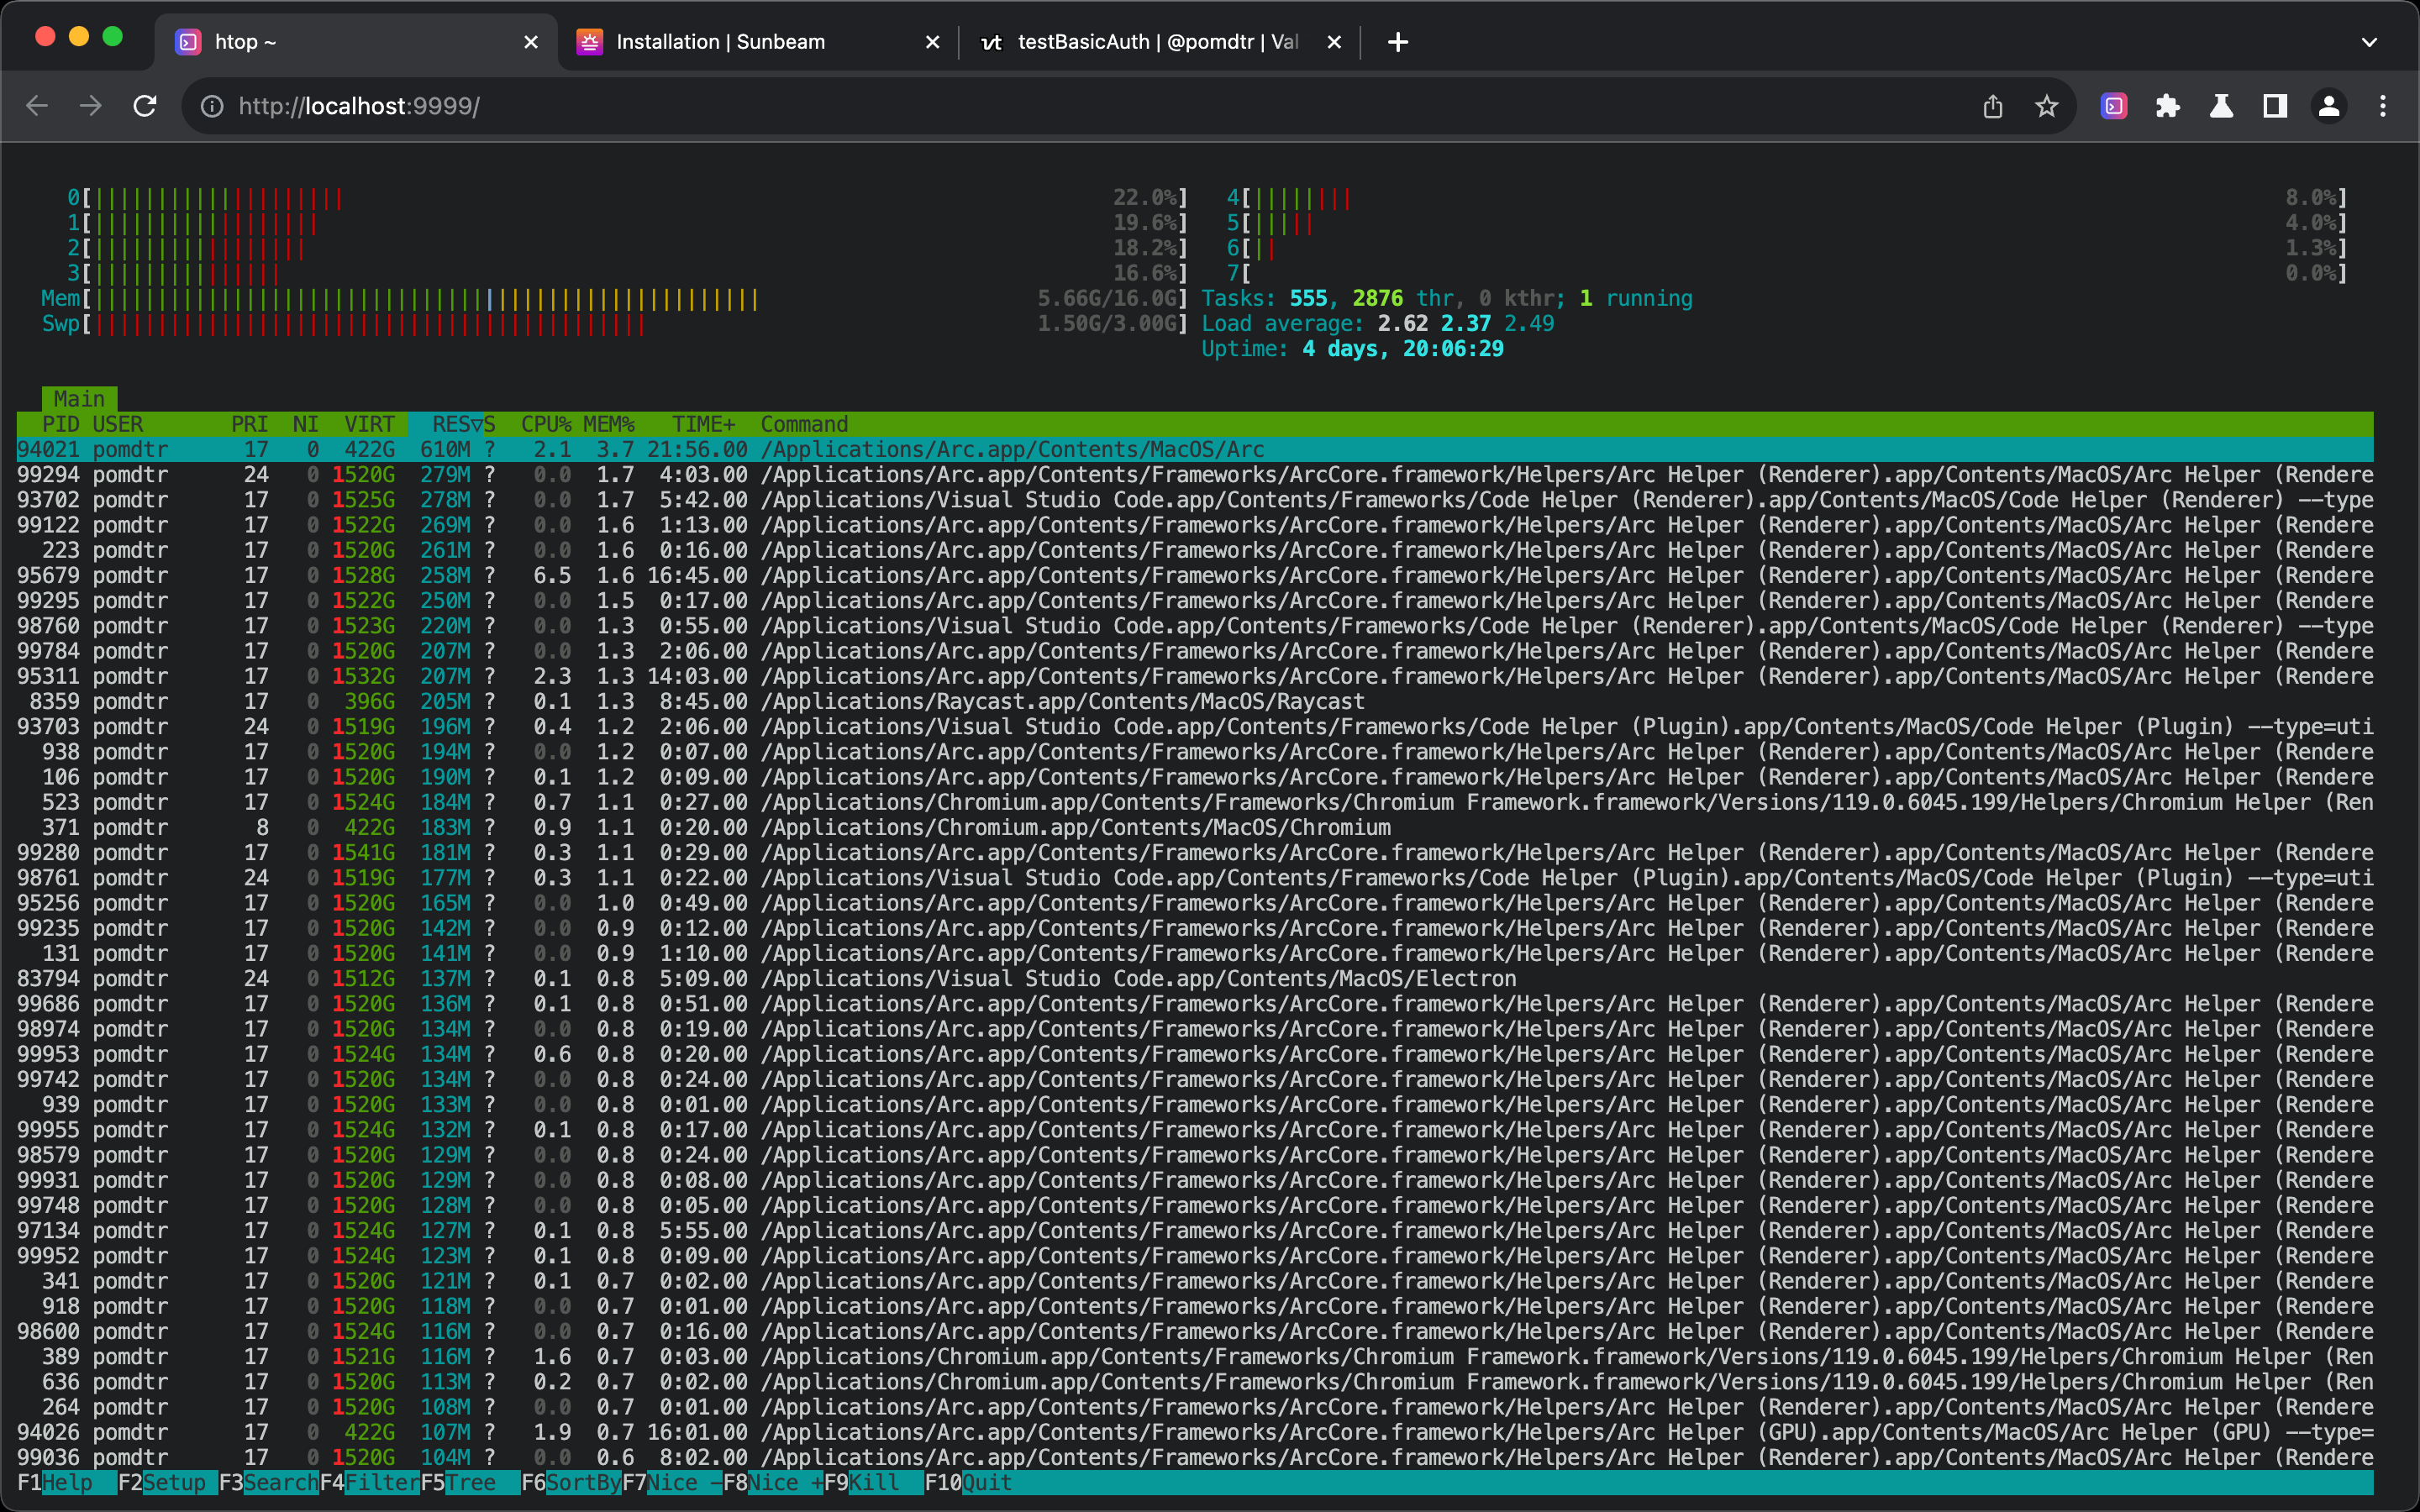 htop ~
Installation | Sunbeam
testBasicAuth | @pomdtr | Val
http://localhost:9999/
0[ 22.0%] 4[ 8.0%]
1[ 19.6%] 5[ 4.0%]
2[ 18.2%] 6[ 1.3%]
3[ 16.6%] 7[ 0.0%]
Mem[ 5.66G/16.0G] Tasks: 555, 2876 thr, 0 kthr; 1 running
Swp[ 1.50G/3.00G] Load average: 2.62 2.37 2.49
Uptime: 4 days, 20:06:29
Main
PID USER PRI NI VIRT RES▽S CPU% MEM% TIME+ Command
94021 pomdtr 17 0 422G 610M ? 2.1 3.7 21:56.00 /Applications/Arc.app/Contents/MacOS/Arc
99294 pomdtr 24 0 1520G 279M ? 0.0 1.7 4:03.00 /Applications/Arc.app/Contents/Frameworks/ArcCore.framework/Helpers/Arc Helper (Renderer).app/Contents/MacOS/Arc Helper (Rendere
93702 pomdtr 17 0 1525G 278M ? 0.0 1.7 5:42.00 /Applications/Visual Studio Code.app/Contents/Frameworks/Code Helper (Renderer).app/Contents/MacOS/Code Helper (Renderer) --type
99122 pomdtr 17 0 1522G 269M ? 0.0 1.6 1:13.00 /Applications/Arc.app/Contents/Frameworks/ArcCore.framework/Helpers/Arc Helper (Renderer).app/Contents/MacOS/Arc Helper (Rendere
223 pomdtr 17 0 1520G 261M ? 0.0 1.6 0:16.00 /Applications/Arc.app/Contents/Frameworks/ArcCore.framework/Helpers/Arc Helper (Renderer).app/Contents/MacOS/Arc Helper (Rendere
95679 pomdtr 17 0 1528G 258M ? 6.5 1.6 16:45.00 /Applications/Arc.app/Contents/Frameworks/ArcCore.framework/Helpers/Arc Helper (Renderer).app/Contents/MacOS/Arc Helper (Rendere
99295 pomdtr 17 0 1522G 250M ? 0.0 1.5 0:17.00 /Applications/Arc.app/Contents/Frameworks/ArcCore.framework/Helpers/Arc Helper (Renderer).app/Contents/MacOS/Arc Helper (Rendere
98760 pomdtr 17 0 1523G 220M ? 0.0 1.3 0:55.00 /Applications/Visual Studio Code.app/Contents/Frameworks/Code Helper (Renderer).app/Contents/MacOS/Code Helper (Renderer) --type
99784 pomdtr 17 0 1520G 207M ? 0.0 1.3 2:06.00 /Applications/Arc.app/Contents/Frameworks/ArcCore.framework/Helpers/Arc Helper (Renderer).app/Contents/MacOS/Arc Helper (Rendere
95311 pomdtr 17 0 1532G 207M ? 2.3 1.3 14:03.00 /Applications/Arc.app/Contents/Frameworks/ArcCore.framework/Helpers/Arc Helper (Renderer).app/Contents/MacOS/Arc Helper (Rendere
8359 pomdtr 17 0 396G 205M ? 0.1 1.3 8:45.00 /Applications/Raycast.app/Contents/MacOS/Raycast
93703 pomdtr 24 0 1519G 196M ? 0.4 1.2 2:06.00 /Applications/Visual Studio Code.app/Contents/Frameworks/Code Helper (Plugin).app/Contents/MacOS/Code Helper (Plugin) --type=uti
938 pomdtr 17 0 1520G 194M ? 0.0 1.2 0:07.00 /Applications/Arc.app/Contents/Frameworks/ArcCore.framework/Helpers/Arc Helper (Renderer).app/Contents/MacOS/Arc Helper (Rendere
106 pomdtr 17 0 1520G 190M ? 0.1 1.2 0:09.00 /Applications/Arc.app/Contents/Frameworks/ArcCore.framework/Helpers/Arc Helper (Renderer).app/Contents/MacOS/Arc Helper (Rendere
523 pomdtr 17 0 1524G 184M ? 0.7 1.1 0:27.00 /Applications/Chromium.app/Contents/Frameworks/Chromium Framework.framework/Versions/119.0.6045.199/Helpers/Chromium Helper (Ren
371 pomdtr 8 0 422G 183M ? 0.9 1.1 0:20.00 /Applications/Chromium.app/Contents/MacOS/Chromium
99280 pomdtr 17 0 1541G 181M ? 0.3 1.1 0:29.00 /Applications/Arc.app/Contents/Frameworks/ArcCore.framework/Helpers/Arc Helper (Renderer).app/Contents/MacOS/Arc Helper (Rendere
98761 pomdtr 24 0 1519G 177M ? 0.3 1.1 0:22.00 /Applications/Visual Studio Code.app/Contents/Frameworks/Code Helper (Plugin).app/Contents/MacOS/Code Helper (Plugin) --type=uti
95256 pomdtr 17 0 1520G 165M ? 0.0 1.0 0:49.00 /Applications/Arc.app/Contents/Frameworks/ArcCore.framework/Helpers/Arc Helper (Renderer).app/Contents/MacOS/Arc Helper (Rendere
99235 pomdtr 17 0 1520G 142M ? 0.0 0.9 0:12.00 /Applications/Arc.app/Contents/Frameworks/ArcCore.framework/Helpers/Arc Helper (Renderer).app/Contents/MacOS/Arc Helper (Rendere
131 pomdtr 17 0 1520G 141M ? 0.0 0.9 1:10.00 /Applications/Arc.app/Contents/Frameworks/ArcCore.framework/Helpers/Arc Helper (Renderer).app/Contents/MacOS/Arc Helper (Rendere
83794 pomdtr 24 0 1512G 137M ? 0.1 0.8 5:09.00 /Applications/Visual Studio Code.app/Contents/MacOS/Electron
99686 pomdtr 17 0 1520G 136M ? 0.1 0.8 0:51.00 /Applications/Arc.app/Contents/Frameworks/ArcCore.framework/Helpers/Arc Helper (Renderer).app/Contents/MacOS/Arc Helper (Rendere
98974 pomdtr 17 0 1520G 134M ? 0.0 0.8 0:19.00 /Applications/Arc.app/Contents/Frameworks/ArcCore.framework/Helpers/Arc Helper (Renderer).app/Contents/MacOS/Arc Helper (Rendere
99953 pomdtr 17 0 1524G 134M ? 0.6 0.8 0:20.00 /Applications/Arc.app/Contents/Frameworks/ArcCore.framework/Helpers/Arc Helper (Renderer).app/Contents/MacOS/Arc Helper (Rendere
99742 pomdtr 17 0 1520G 134M ? 0.0 0.8 0:24.00 /Applications/Arc.app/Contents/Frameworks/ArcCore.framework/Helpers/Arc Helper (Renderer).app/Contents/MacOS/Arc Helper (Rendere
939 pomdtr 17 0 1520G 133M ? 0.0 0.8 0:01.00 /Applications/Arc.app/Contents/Frameworks/ArcCore.framework/Helpers/Arc Helper (Renderer).app/Contents/MacOS/Arc Helper (Rendere
99955 pomdtr 17 0 1524G 132M ? 0.1 0.8 0:17.00 /Applications/Arc.app/Contents/Frameworks/ArcCore.framework/Helpers/Arc Helper (Renderer).app/Contents/MacOS/Arc Helper (Rendere
98579 pomdtr 17 0 1520G 129M ? 0.0 0.8 0:24.00 /Applications/Arc.app/Contents/Frameworks/ArcCore.framework/Helpers/Arc Helper (Renderer).app/Contents/MacOS/Arc Helper (Rendere
99931 pomdtr 17 0 1520G 129M ? 0.0 0.8 0:08.00 /Applications/Arc.app/Contents/Frameworks/ArcCore.framework/Helpers/Arc Helper (Renderer).app/Contents/MacOS/Arc Helper (Rendere
99748 pomdtr 17 0 1520G 128M ? 0.0 0.8 0:05.00 /Applications/Arc.app/Contents/Frameworks/ArcCore.framework/Helpers/Arc Helper (Renderer).app/Contents/MacOS/Arc Helper (Rendere
97134 pomdtr 17 0 1524G 127M ? 0.1 0.8 5:55.00 /Applications/Arc.app/Contents/Frameworks/ArcCore.framework/Helpers/Arc Helper (Renderer).app/Contents/MacOS/Arc Helper (Rendere
99952 pomdtr 17 0 1524G 123M ? 0.1 0.8 0:09.00 /Applications/Arc.app/Contents/Frameworks/ArcCore.framework/Helpers/Arc Helper (Renderer).app/Contents/MacOS/Arc Helper (Rendere
341 pomdtr 17 0 1520G 121M ? 0.1 0.7 0:02.00 /Applications/Arc.app/Contents/Frameworks/ArcCore.framework/Helpers/Arc Helper (Renderer).app/Contents/MacOS/Arc Helper (Rendere
918 pomdtr 17 0 1520G 118M ? 0.0 0.7 0:01.00 /Applications/Arc.app/Contents/Frameworks/ArcCore.framework/Helpers/Arc Helper (Renderer).app/Contents/MacOS/Arc Helper (Rendere
98600 pomdtr 17 0 1524G 116M ? 0.0 0.7 0:16.00 /Applications/Arc.app/Contents/Frameworks/ArcCore.framework/Helpers/Arc Helper (Renderer).app/Contents/MacOS/Arc Helper (Rendere
389 pomdtr 17 0 1521G 116M ? 1.6 0.7 0:03.00 /Applications/Chromium.app/Contents/Frameworks/Chromium Framework.framework/Versions/119.0.6045.199/Helpers/Chromium Helper (Ren
636 pomdtr 17 0 1520G 113M ? 0.2 0.7 0:02.00 /Applications/Chromium.app/Contents/Frameworks/Chromium Framework.framework/Versions/119.0.6045.199/Helpers/Chromium Helper (Ren
264 pomdtr 17 0 1520G 108M ? 0.0 0.7 0:01.00 /Applications/Arc.app/Contents/Frameworks/ArcCore.framework/Helpers/Arc Helper (Renderer).app/Contents/MacOS/Arc Helper (Rendere
94026 pomdtr 17 0 422G 107M ? 1.9 0.7 16:01.00 /Applications/Arc.app/Contents/Frameworks/ArcCore.framework/Helpers/Arc Helper (GPU).app/Contents/MacOS/Arc Helper (GPU) --type=
99036 pomdtr 17 0 1520G 104M ? 0.0 0.6 8:02.00 /Applications/Arc.app/Contents/Frameworks/ArcCore.framework/Helpers/Arc Helper (Renderer).app/Contents/MacOS/Arc Helper (Rendere
F1Help F2Setup F3SearchF4FilterF5Tree F6SortByF7Nice -F8Nice +F9Kill F10Quit